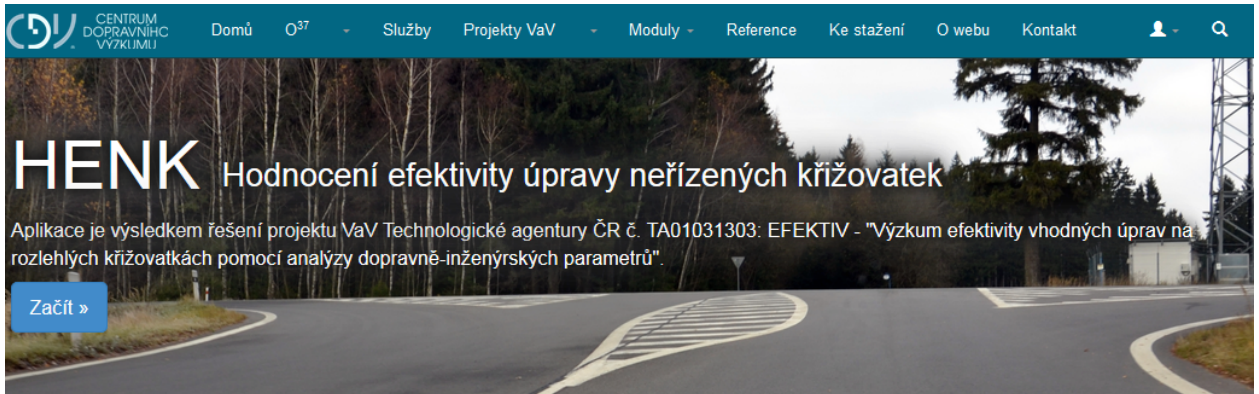 CENTRUM
DOPRAVNÍHO
VÝZKUMU
Domů O37 Služby Projekty VaV Moduly Reference Ke stažení O webu Kontakt
HENK Hodnocení efektivity úpravy neřízených křižovatek
Aplikace je výsledkem řešení projektu VaV Technologické agentury ČR č. TA01031303: EFEKTIV - "Výzkum efektivity vhodných úprav na
rozlehlých křižovatkách pomocí analýzy dopravně-inženýrských parametrů".
Začít »